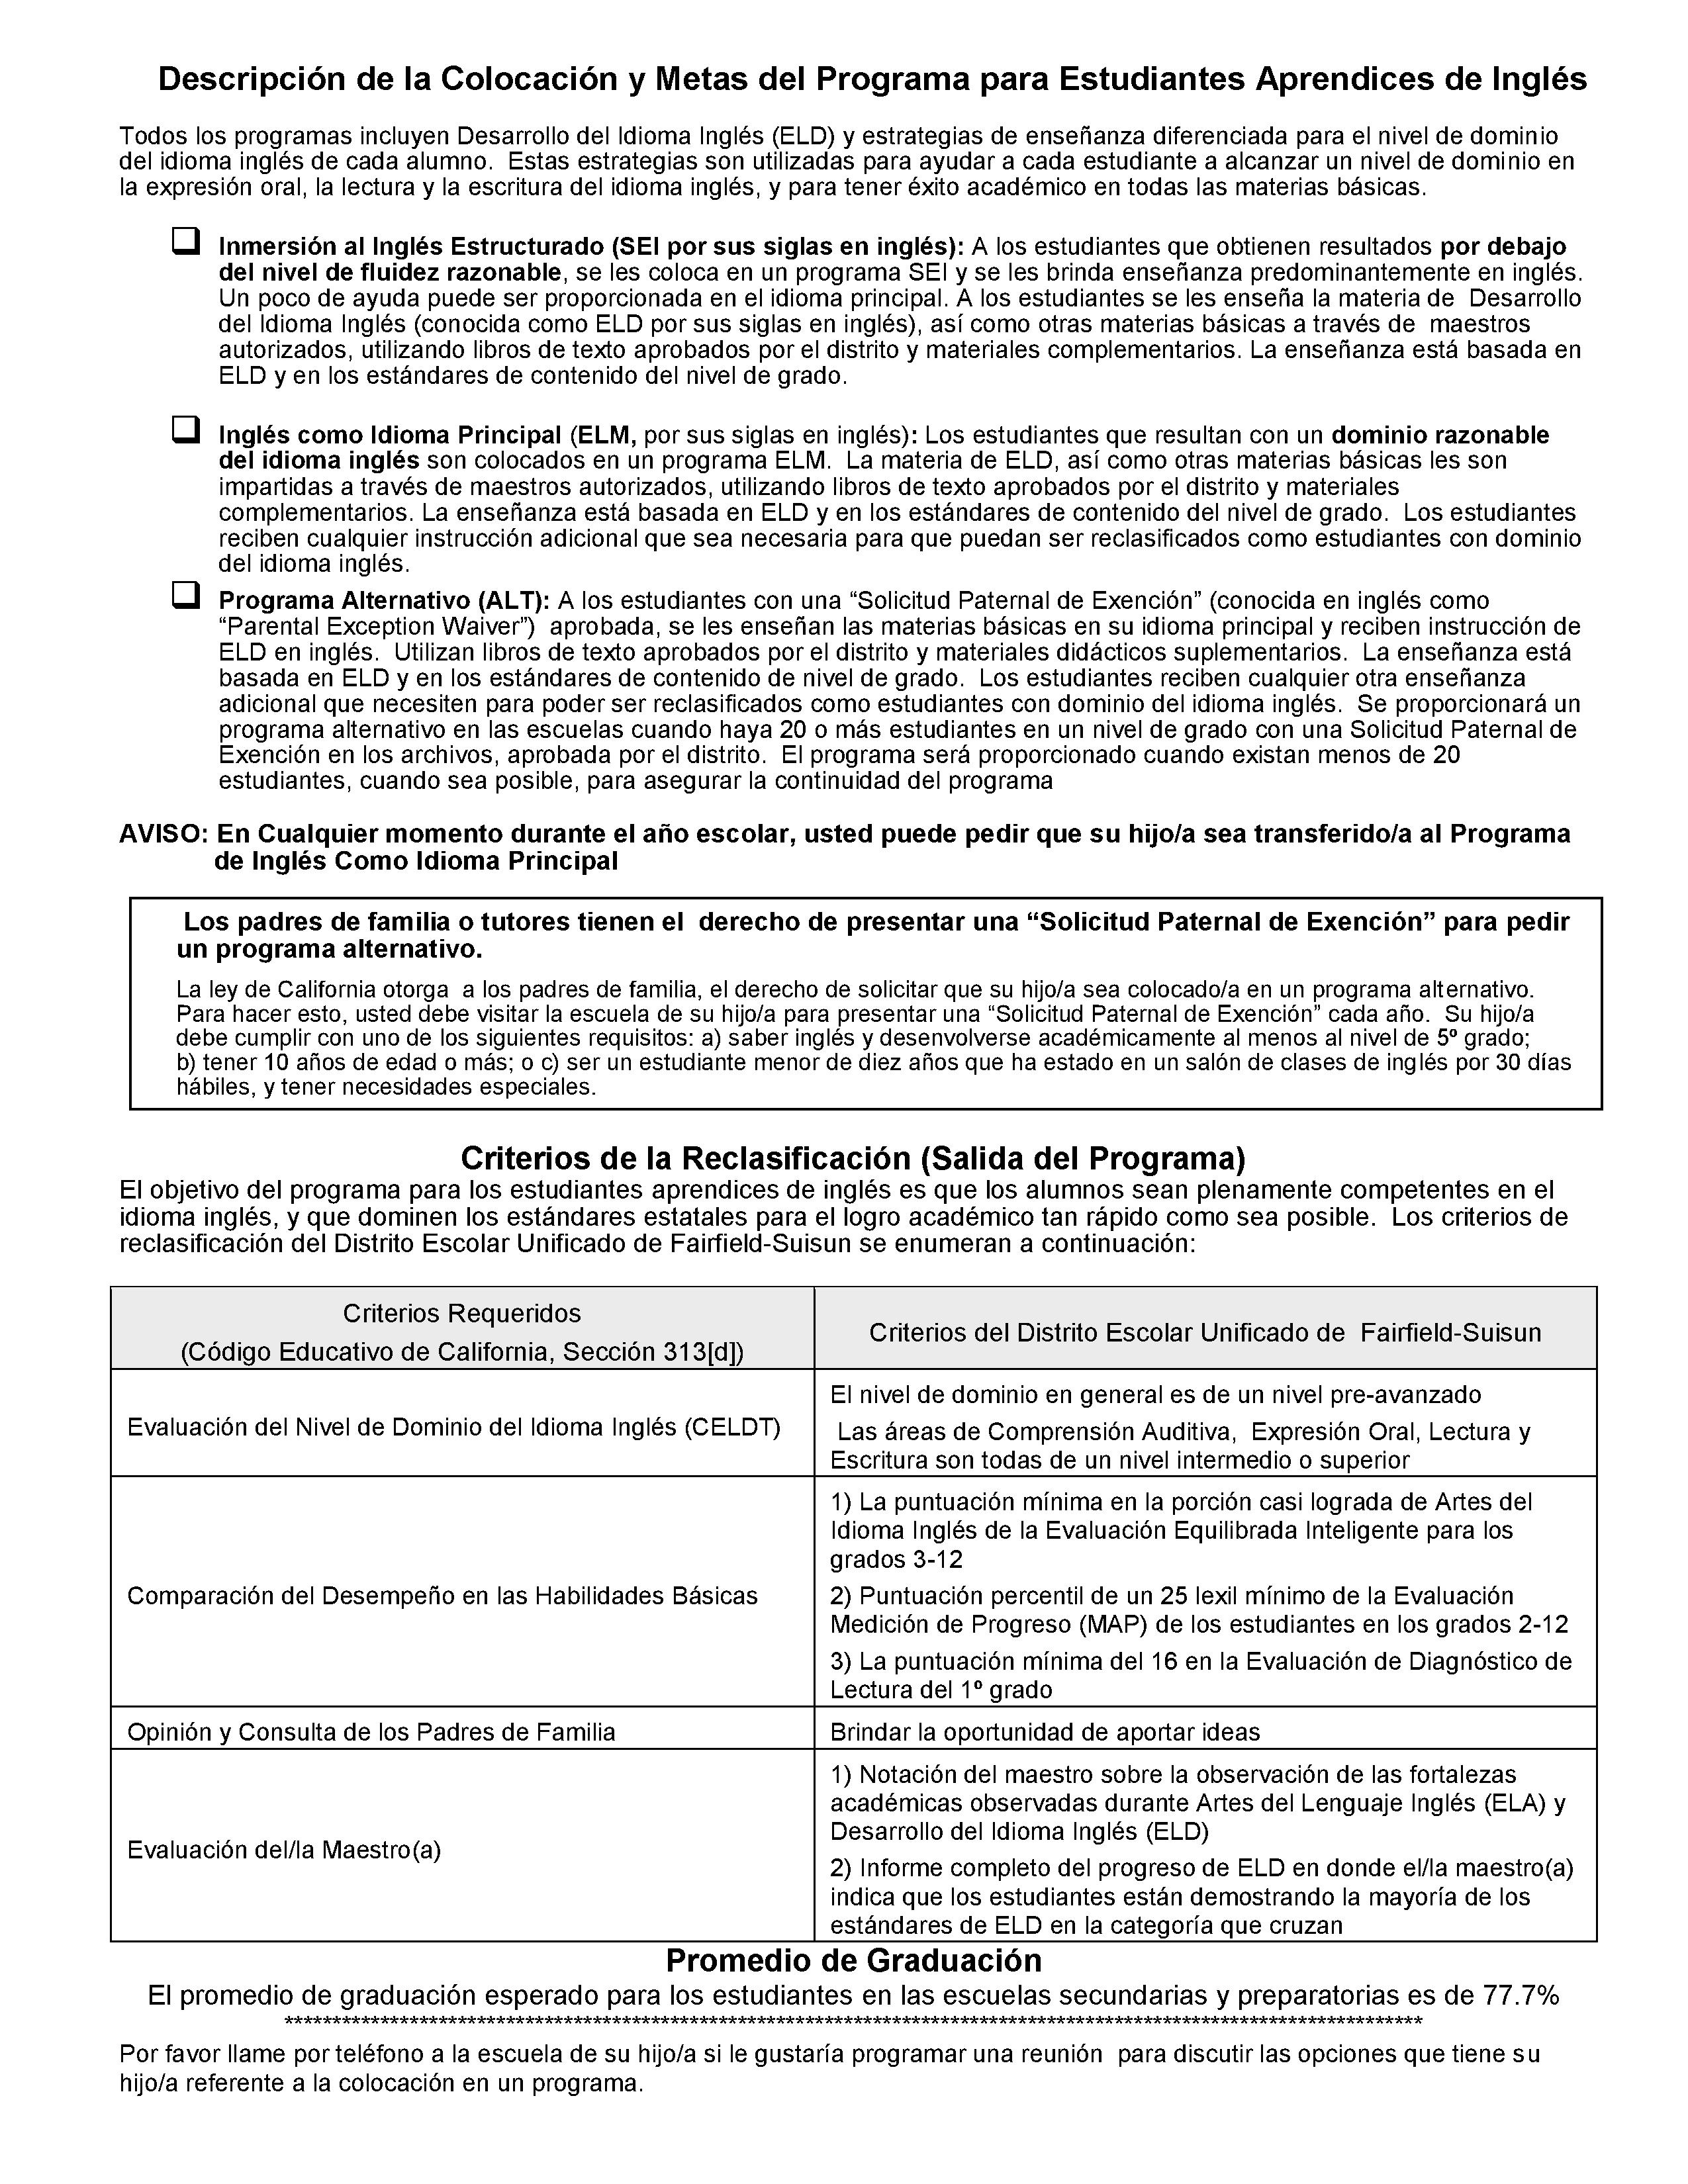 Descripción de la Colocación y Metas del Programa para Estudiantes Aprendices de Inglés
Todos los programas incluyen Desarrollo del Idioma Inglés (ELD) y estrategias de enseñanza diferenciada para el nivel de dominio
del idioma inglés de cada alumno.  Estas estrategias son utilizadas para ayudar a cada estudiante a alcanzar un nivel de dominio en
la expresión oral, la lectura y la escritura del idioma inglés, y para tener éxito académico en todas las materias básicas.
❑ Inmersión al Inglés Estructurado (SEI por sus siglas en inglés): A los estudiantes que obtienen resultados por debajo
del nivel de fluidez razonable, se les coloca en un programa SEI y se les brinda enseñanza predominantemente en inglés.
Un poco de ayuda puede ser proporcionada en el idioma principal. A los estudiantes se les enseña la materia de  Desarrollo
del Idioma Inglés (conocida como ELD por sus siglas en inglés), así como otras materias básicas a través de  maestros
autorizados, utilizando libros de texto aprobados por el distrito y materiales complementarios. La enseñanza está basada en
ELD y en los estándares de contenido del nivel de grado.
❑ Inglés como Idioma Principal (ELM, por sus siglas en inglés): Los estudiantes que resultan con un dominio razonable
del idioma inglés son colocados en un programa ELM.  La materia de ELD, así como otras materias básicas les son
impartidas a través de maestros autorizados, utilizando libros de texto aprobados por el distrito y materiales
complementarios. La enseñanza está basada en ELD y en los estándares de contenido del nivel de grado.  Los estudiantes
reciben cualquier instrucción adicional que sea necesaria para que puedan ser reclasificados como estudiantes con dominio
del idioma inglés.
❑ Programa Alternativo (ALT): A los estudiantes con una “Solicitud Paternal de Exención” (conocida en inglés como
“Parental Exception Waiver”)  aprobada, se les enseñan las materias básicas en su idioma principal y reciben instrucción de
ELD en inglés.  Utilizan libros de texto aprobados por el distrito y materiales didácticos suplementarios.  La enseñanza está
basada en ELD y en los estándares de contenido de nivel de grado.  Los estudiantes reciben cualquier otra enseñanza
adicional que necesiten para poder ser reclasificados como estudiantes con dominio del idioma inglés.  Se proporcionará un
programa alternativo en las escuelas cuando haya 20 o más estudiantes en un nivel de grado con una Solicitud Paternal de
Exención en los archivos, aprobada por el distrito.  El programa será proporcionado cuando existan menos de 20
estudiantes, cuando sea posible, para asegurar la continuidad del programa
AVISO: En Cualquier momento durante el año escolar, usted puede pedir que su hijo/a sea transferido/a al Programa
de Inglés Como Idioma Principal
Los padres de familia o tutores tienen el  derecho de presentar una “Solicitud Paternal de Exención” para pedir
un programa alternativo.
La ley de California otorga  a los padres de familia, el derecho de solicitar que su hijo/a sea colocado/a en un programa alternativo.
Para hacer esto, usted debe visitar la escuela de su hijo/a para presentar una “Solicitud Paternal de Exención” cada año.  Su hijo/a
debe cumplir con uno de los siguientes requisitos: a) saber inglés y desenvolverse académicamente al menos al nivel de 5º grado;
b) tener 10 años de edad o más; o c) ser un estudiante menor de diez años que ha estado en un salón de clases de inglés por 30 días
hábiles, y tener necesidades especiales.
Criterios de la Reclasificación (Salida del Programa)
El objetivo del programa para los estudiantes aprendices de inglés es que los alumnos sean plenamente competentes en el
idioma inglés, y que dominen los estándares estatales para el logro académico tan rápido como sea posible.  Los criterios de
reclasificación del Distrito Escolar Unificado de Fairfield-Suisun se enumeran a continuación:
Criterios Requeridos
(Código Educativo de California, Sección 313[d])
Criterios del Distrito Escolar Unificado de  Fairfield-Suisun
Evaluación del Nivel de Dominio del Idioma Inglés (CELDT)
El nivel de dominio en general es de un nivel pre-avanzado
Las áreas de Comprensión Auditiva,  Expresión Oral, Lectura y
Escritura son todas de un nivel intermedio o superior
Comparación del Desempeño en las Habilidades Básicas
1) La puntuación mínima en la porción casi lograda de Artes del
Idioma Inglés de la Evaluación Equilibrada Inteligente para los
grados 3-12
2) Puntuación percentil de un 25 lexil mínimo de la Evaluación
Medición de Progreso (MAP) de los estudiantes en los grados 2-12
3) La puntuación mínima del 16 en la Evaluación de Diagnóstico de
Lectura del 1º grado
Opinión y Consulta de los Padres de Familia
Brindar la oportunidad de aportar ideas
Evaluación del/la Maestro(a)
1) Notación del maestro sobre la observación de las fortalezas
académicas observadas durante Artes del Lenguaje Inglés (ELA) y
Desarrollo del Idioma Inglés (ELD)
2) Informe completo del progreso de ELD en donde el/la maestro(a)
indica que los estudiantes están demostrando la mayoría de los
estándares de ELD en la categoría que cruzan
Promedio de Graduación
El promedio de graduación esperado para los estudiantes en las escuelas secundarias y preparatorias es de 77.7%
**********************************************************************************************************************
Por favor llame por teléfono a la escuela de su hijo/a si le gustaría programar una reunión  para discutir las opciones que tiene su
hijo/a referente a la colocación en un programa.